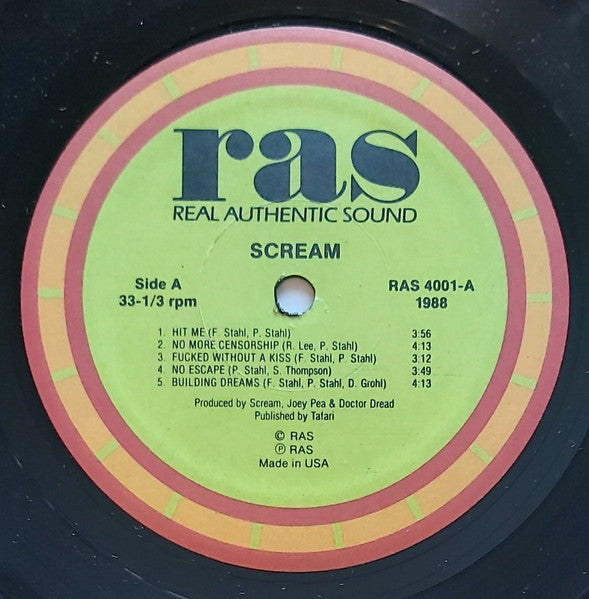 ras
REAL AUTHENTIC SOUND
SCREAM
Side A
33-1/3 rpm
RAS 4001-A
1988
1. HIT ME (F. Stahl, P. Stahl) 3:56
2. NO MORE CENSORSHIP (R. Lee, P. Stahl) 4:13
3. FUCKED WITHOUT A KISS (F. Stahl, P. Stahl) 3:12
4. NO ESCAPE (P. Stahl, S. Thompson) 3:49
5. BUILDING DREAMS (F. Stahl, P. Stahl, D. Grohl) 4:13
Produced by Scream, Joey Pea & Doctor Dread
Published by Tafari
© RAS
℗ RAS
Made in USA